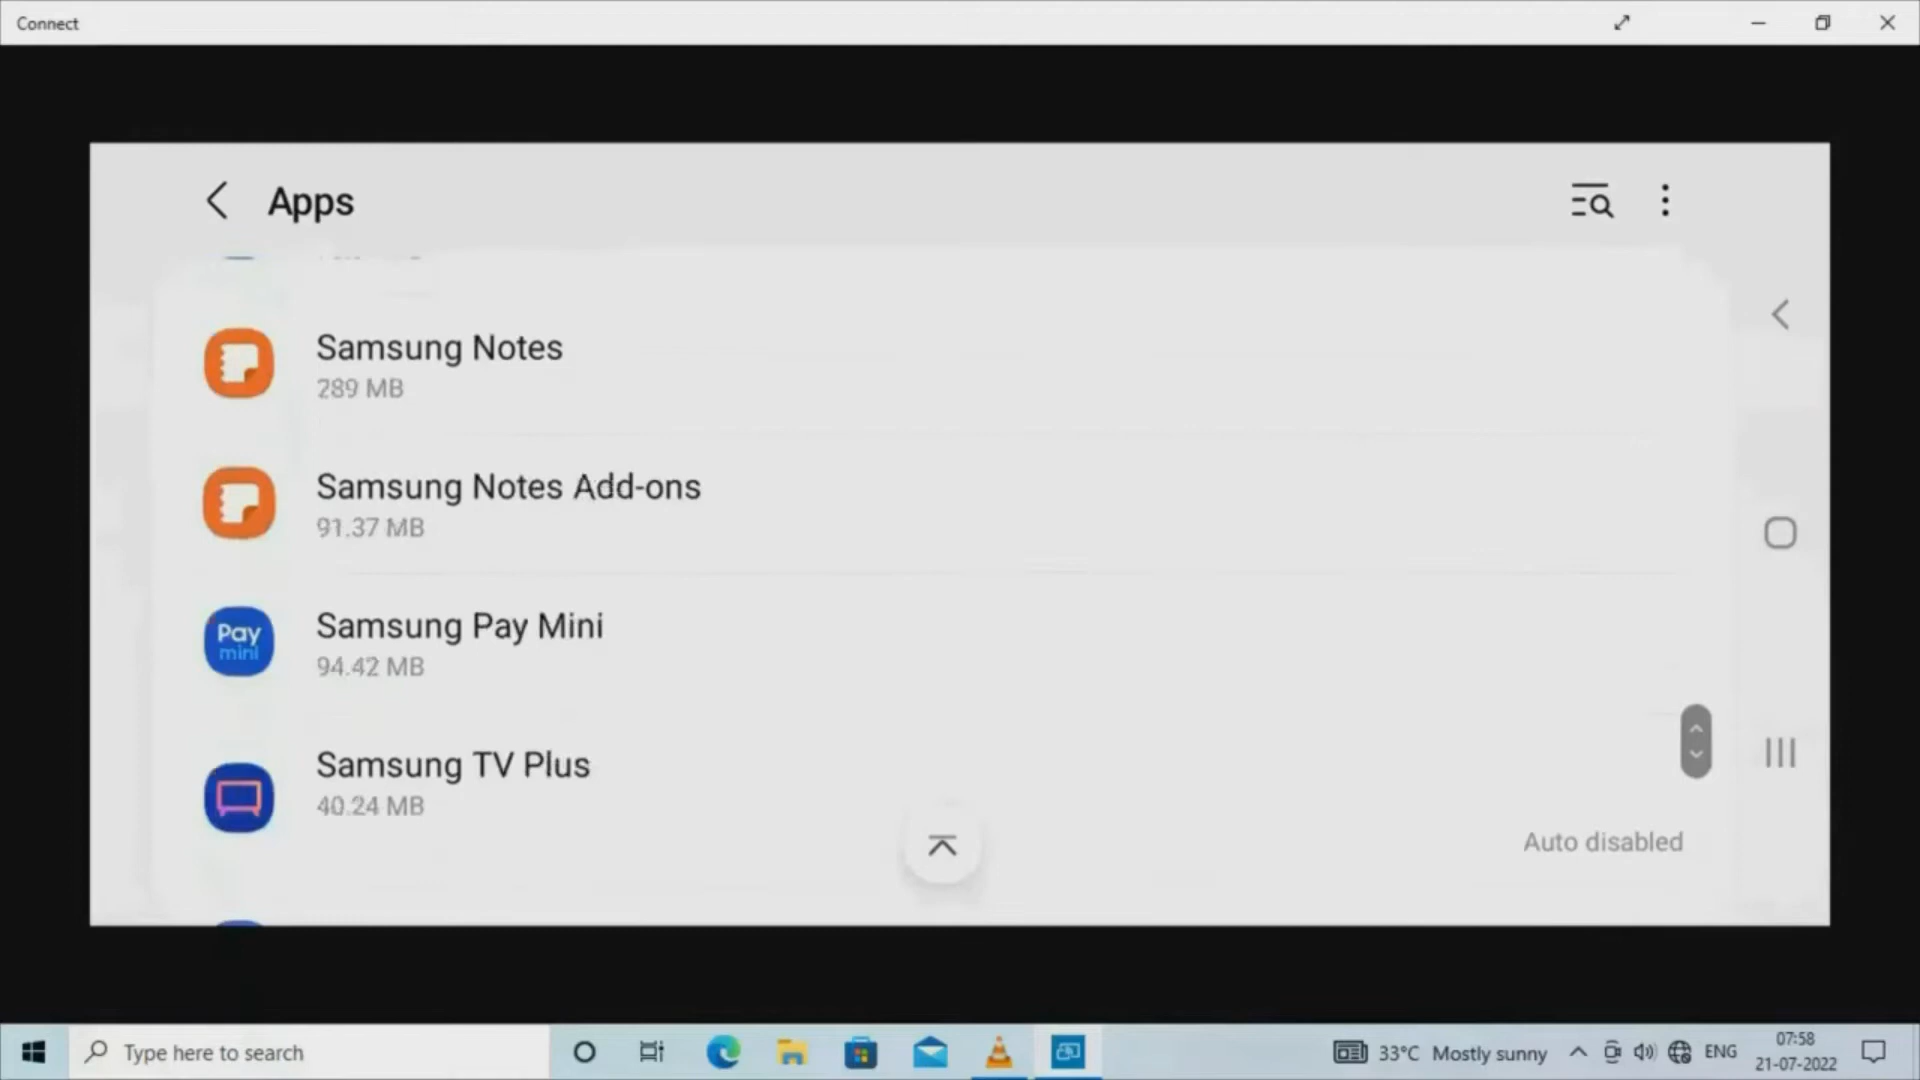 Connect
Apps
Samsung Notes
289 MB
Samsung Notes Add-ons
91.37 MB
Pay
mini
Samsung Pay Mini
94.42 MB
Samsung TV Plus
40.24 MB
Auto disabled
Type here to search
33°C Mostly sunny
ENG
07:58
21-07-2022